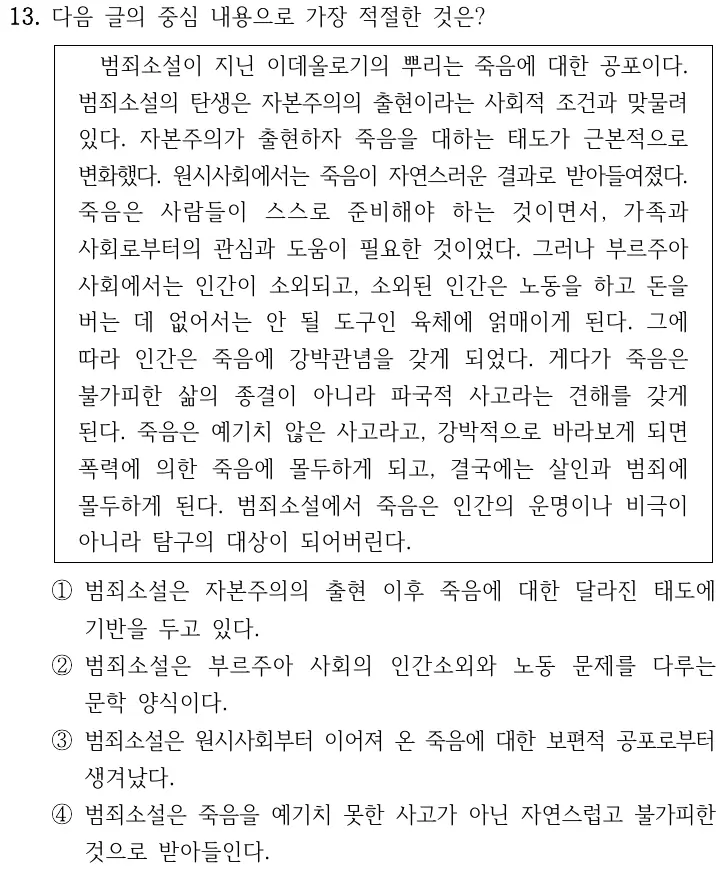 13. 다음 글의 중심 내용으로 가장 적절한 것은?
범죄소설이 지닌 이데올로기의 뿌리는 죽음에 대한 공포이다.
범죄소설의 탄생은 자본주의의 출현이라는 사회적 조건과 맞물려
있다. 자본주의가 출현하자 죽음을 대하는 태도가 근본적으로
변화했다. 원시사회에서는 죽음이 자연스러운 결과로 받아들여졌다.
죽음은 사람들이 스스로 준비해야 하는 것이면서, 가족과
사회로부터의 관심과 도움이 필요한 것이었다. 그러나 부르주아
사회에서는 인간이 소외되고, 소외된 인간은 노동을 하고 돈을
버는 데 없어서는 안 될 도구인 육체에 얽매이게 된다. 그에
따라 인간은 죽음에 강박관념을 갖게 되었다. 게다가 죽음은
불가피한 삶의 종결이 아니라 파국적 사고라는 견해를 갖게
된다. 죽음은 예기치 않은 사고라고, 강박적으로 바라보게 되면
폭력에 의한 죽음에 몰두하게 되고, 결국에는 살인과 범죄에
몰두하게 된다. 범죄소설에서 죽음은 인간의 운명이나 비극이
아니라 탐구의 대상이 되어버린다.
① 범죄소설은 자본주의의 출현 이후 죽음에 대한 달라진 태도에
기반을 두고 있다.
② 범죄소설은 부르주아 사회의 인간소외와 노동 문제를 다루는
문학 양식이다.
③ 범죄소설은 원시사회부터 이어져 온 죽음에 대한 보편적 공포로부터
생겨났다.
④ 범죄소설은 죽음을 예기치 못한 사고가 아닌 자연스럽고 불가피한
것으로 받아들인다.